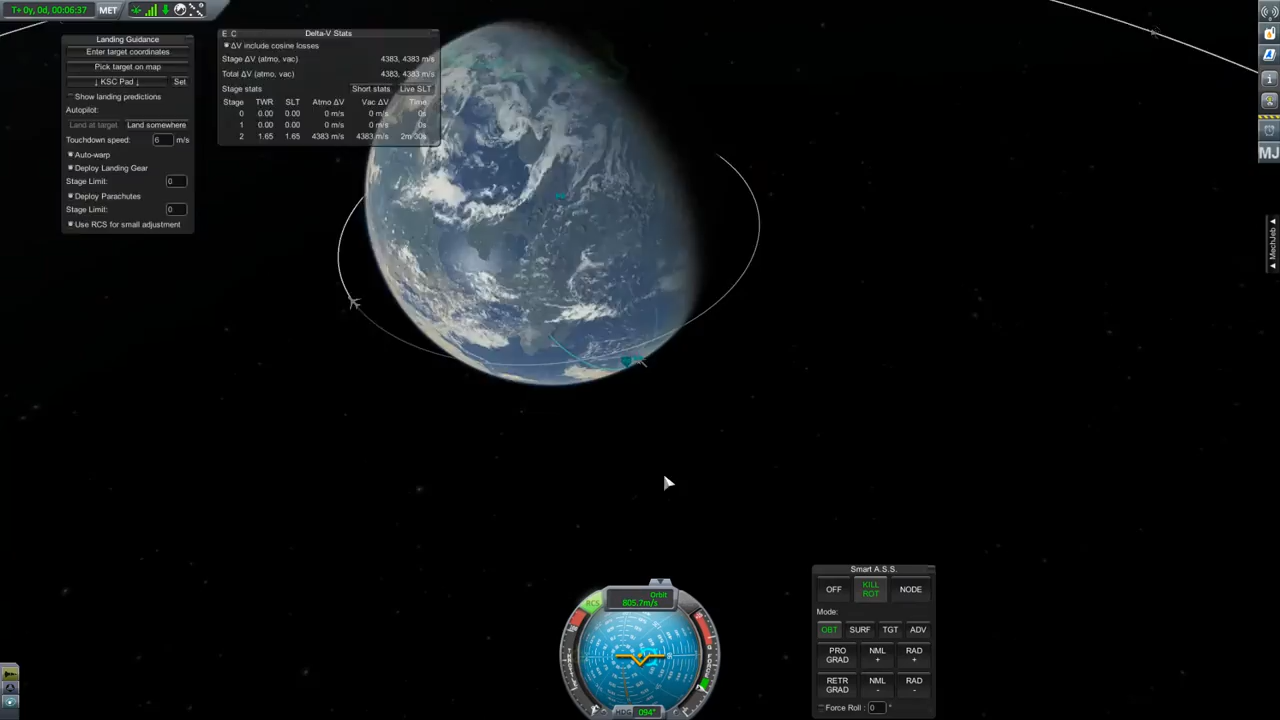 T+ 0y, 0d, 00:06:37 MET
Landing Guidance
Enter target coordinates
Pick target on map
↓ KSC Pad ↓ Set
Show landing predictions
Autopilot:
Land at target Land somewhere
Touchdown speed: 6 m/s
Auto-warp
Deploy Landing Gear
Stage Limit: 0
Deploy Parachutes
Stage Limit: 0
Use RCS for small adjustment
E C Delta-V Stats
ΔV include cosine losses
Stage ΔV (atmo, vac) 4383, 4383 m/s
Total ΔV (atmo, vac) 4383, 4383 m/s
Stage stats Short stats Live SLT
Stage TWR SLT Atmo ΔV Vac ΔV Time
0 0.00 0.00 0 m/s 0 m/s 0s
1 0.00 0.00 0 m/s 0 m/s 0s
2 1.65 1.65 4383 m/s 4383 m/s 2m 30s
MJ
◄ MechJeb ◄
Orbit
805.7m/s
RCS
HDG 094°
Smart A.S.S.
OFF KILL ROT NODE
Mode:
OBT SURF TGT ADV
PRO GRAD NML + RAD +
RETR GRAD NML - RAD -
Force Roll : 0 °